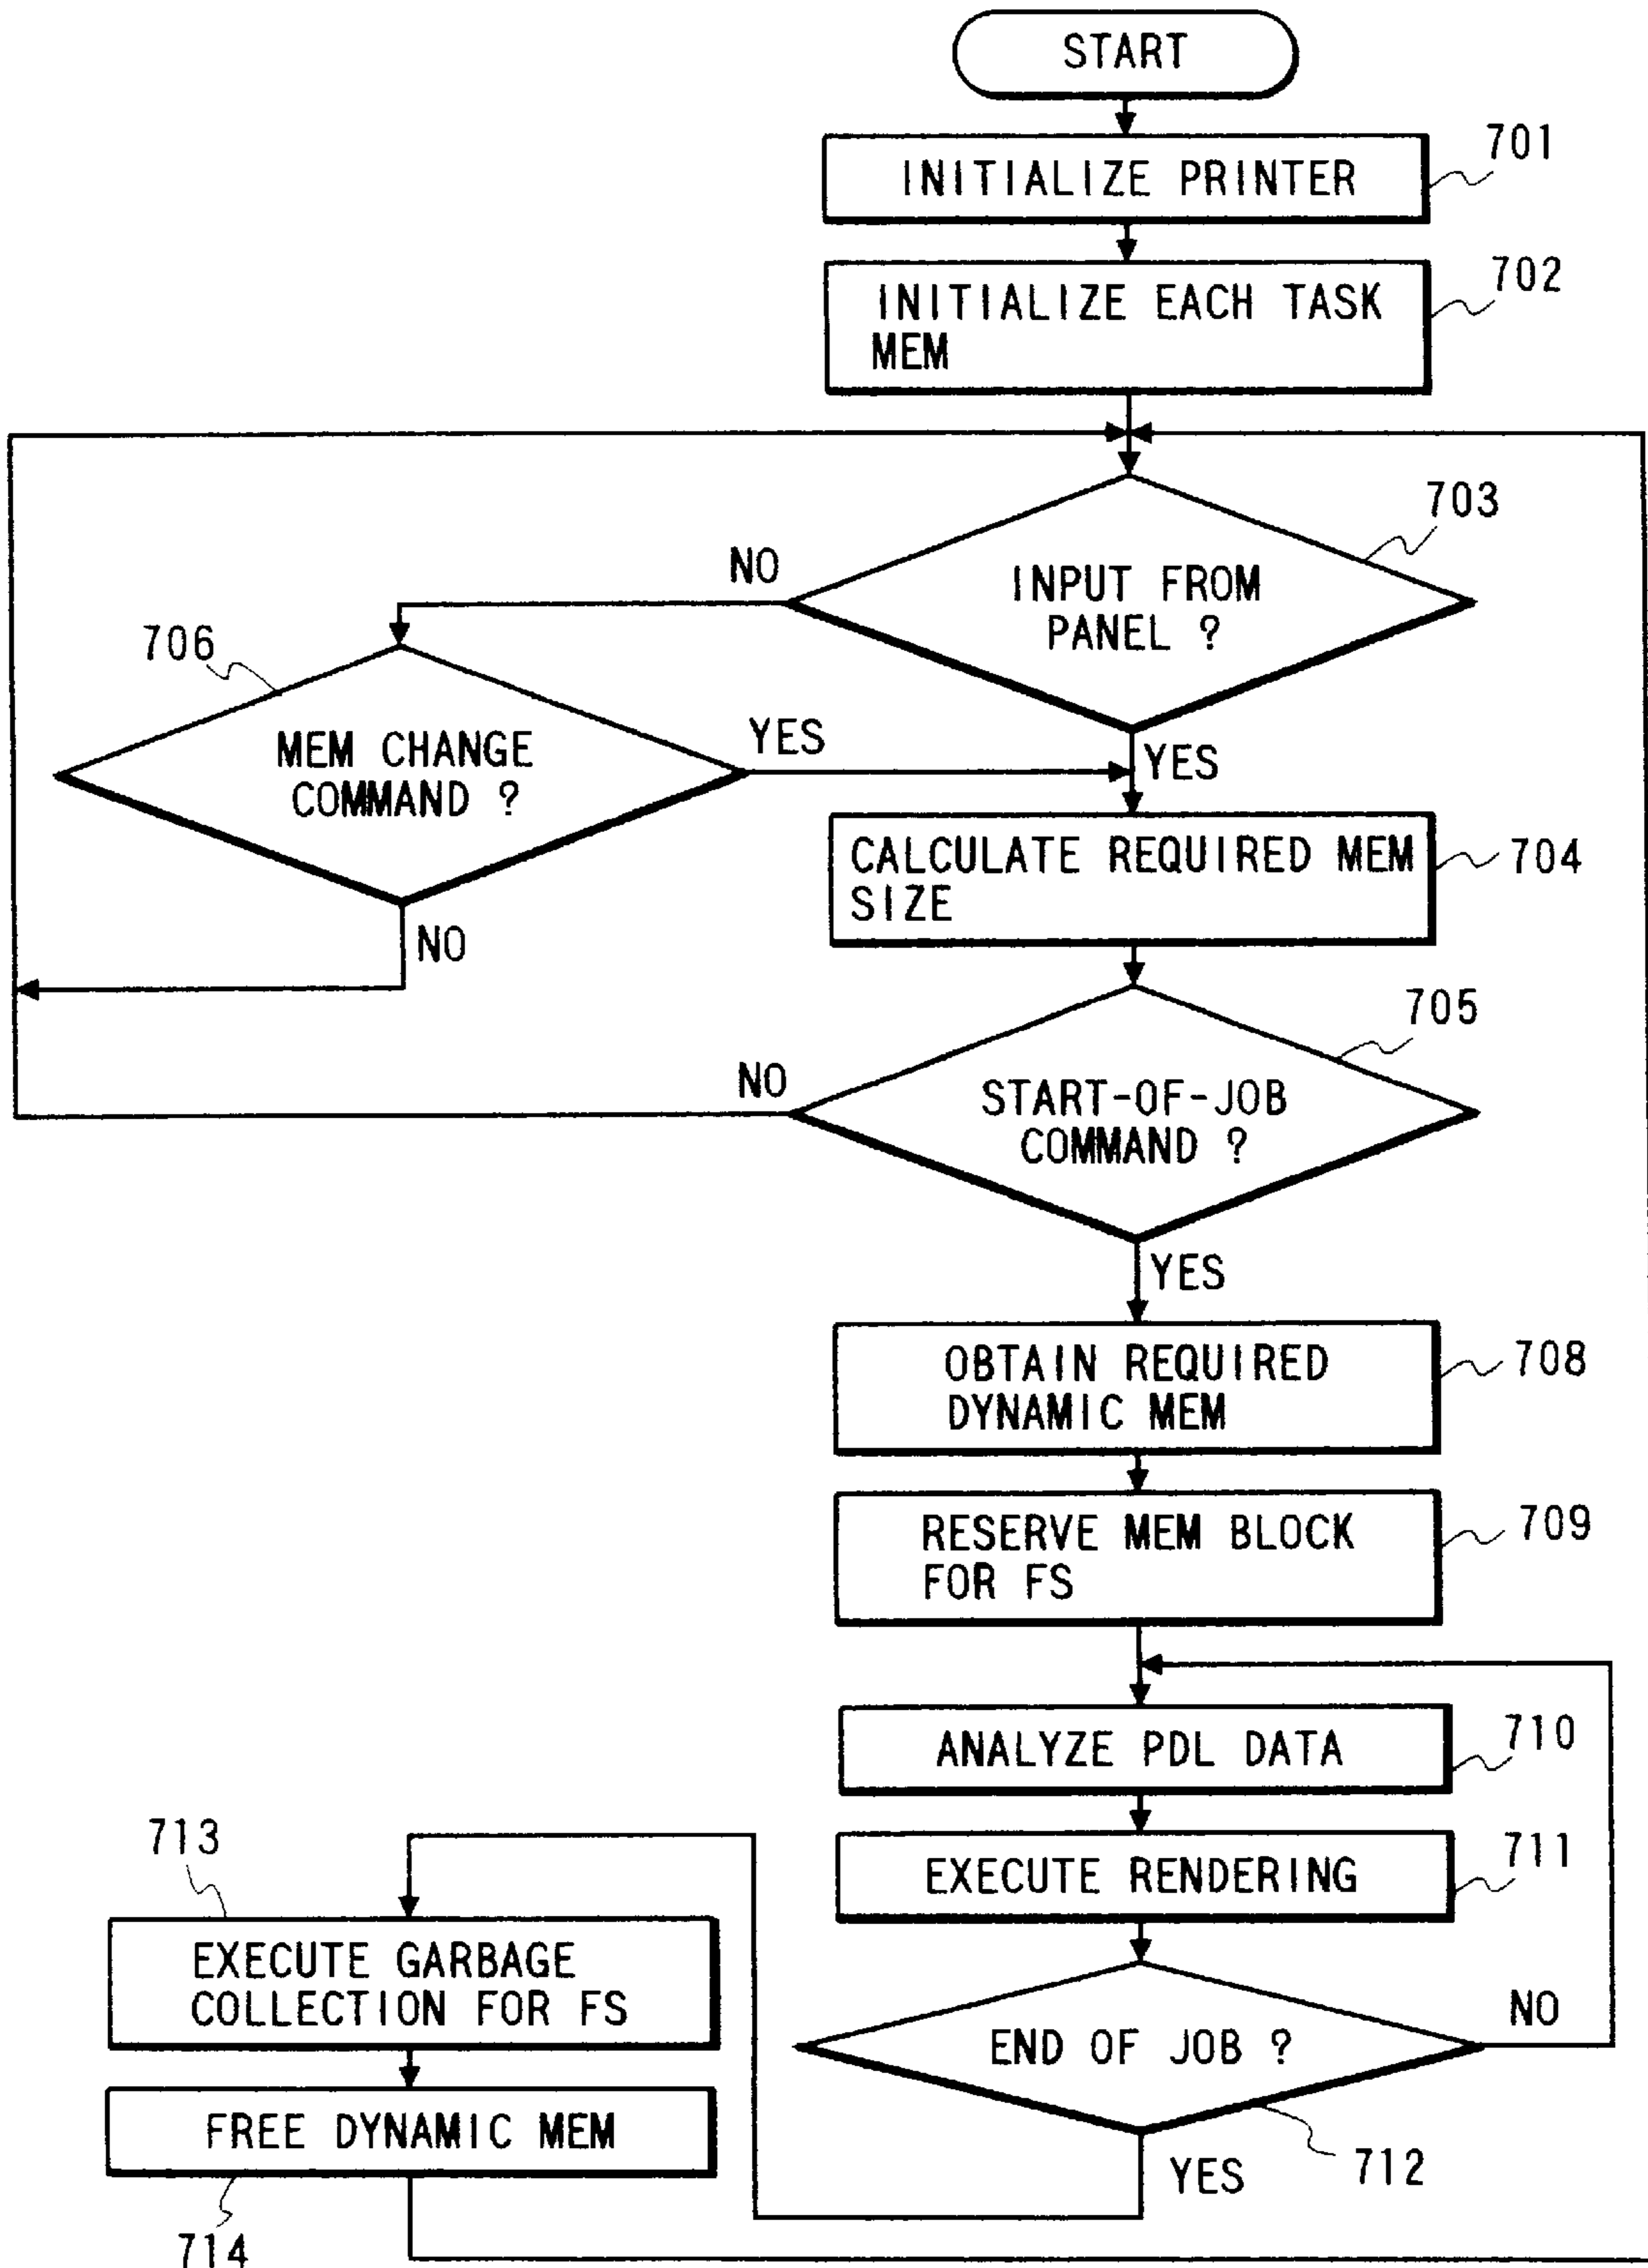 START
INITIALIZE PRINTER
701
INITIALIZE EACH TASK
MEM
702
703
INPUT FROM
PANEL ?
NO
YES
706
MEM CHANGE
COMMAND ?
YES
NO
CALCULATE REQUIRED MEM
SIZE
704
705
START-OF-JOB
COMMAND ?
NO
YES
OBTAIN REQUIRED
DYNAMIC MEM
708
RESERVE MEM BLOCK
FOR FS
709
ANALYZE PDL DATA
710
EXECUTE RENDERING
711
END OF JOB ?
NO
YES
712
713
EXECUTE GARBAGE
COLLECTION FOR FS
FREE DYNAMIC MEM
714